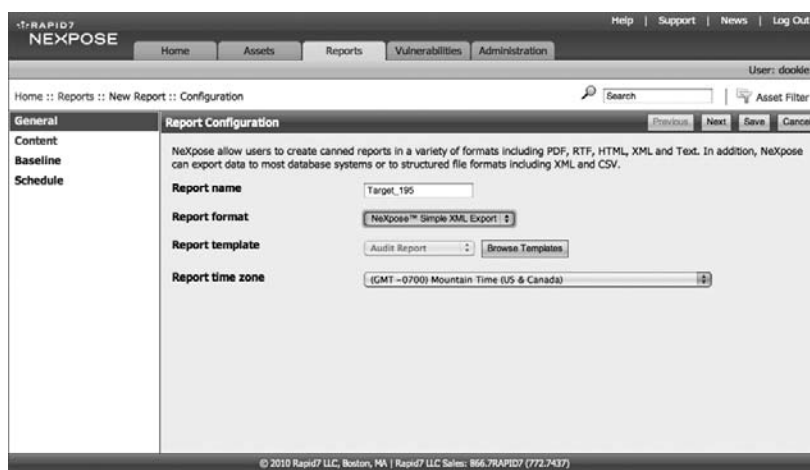 RAPID7
NEXPOSE
Help | Support | News | Log Out
Home Assets Reports Vulnerabilities Administration
User: dookie
Home :: Reports :: New Report :: Configuration
Search | Asset Filter
General
Content
Baseline
Schedule
Report Configuration
Previous Next Save Cancel
NeXpose allow users to create canned reports in a variety of formats including PDF, RTF, HTML, XML and Text. In addition, NeXpose
can export data to most database systems or to structured file formats including XML and CSV.
Report name Target_195
Report format NeXpose™ Simple XML Export
Report template Audit Report Browse Templates
Report time zone (GMT -0700) Mountain Time (US & Canada)
© 2010 Rapid7 LLC, Boston, MA | Rapid7 LLC Sales: 866.7RAPID7 (772.7437)